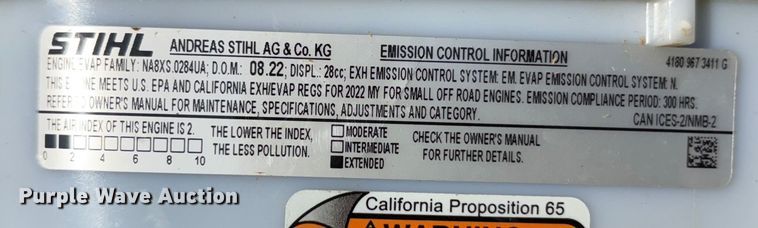 STIHL ANDREAS STIHL AG & Co. KG EMISSION CONTROL INFORMATION 4180 967 3411 G
ENGINE/EVAP FAMILY: NA8XS.0284UA; D.O.M.: 08.22; DISPL.: 28cc; EXH EMISSION CONTROL SYSTEM: EM. EVAP EMISSION CONTROL SYSTEM: N.
THIS ENGINE MEETS U.S. EPA AND CALIFORNIA EXH/EVAP REGS FOR 2022 MY FOR SMALL OFF ROAD ENGINES. EMISSION COMPLIANCE PERIOD: 300 HRS.
REFER TO OWNER'S MANUAL FOR MAINTENANCE, SPECIFICATIONS, ADJUSTMENTS AND CATEGORY. CAN ICES-2/NMB-2
THE AIR INDEX OF THIS ENGINE IS 2. THE LOWER THE INDEX, THE LESS POLLUTION.
0 2 4 6 8 10
MODERATE
INTERMEDIATE
EXTENDED
CHECK THE OWNER'S MANUAL
FOR FURTHER DETAILS.
Purple Wave Auction
California Proposition 65
WARNING